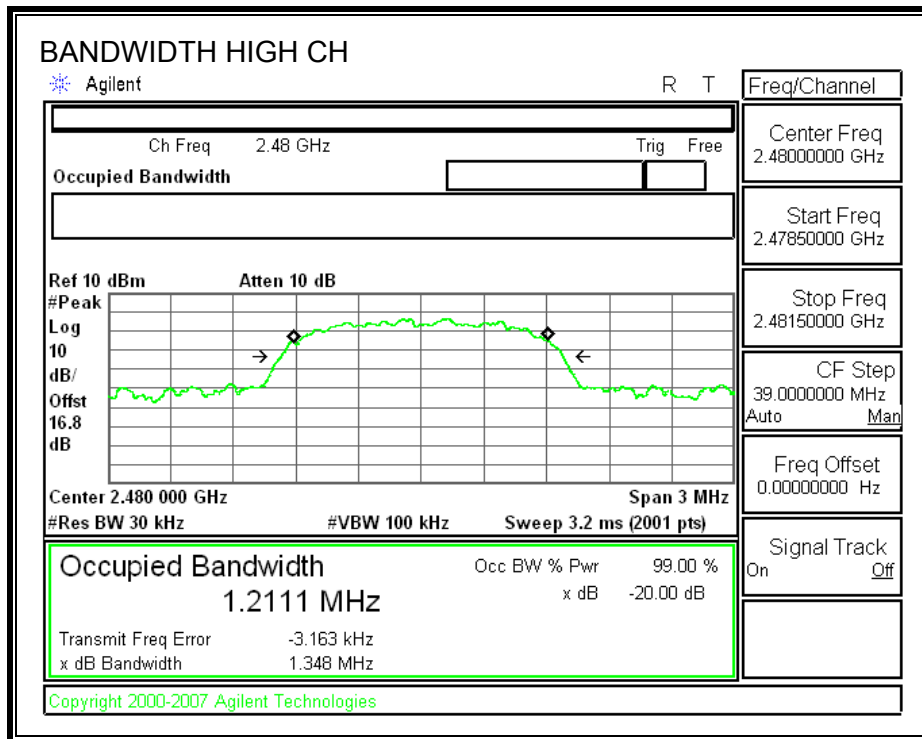 BANDWIDTH HIGH CH
Agilent R T
Freq/Channel
Ch Freq 2.48 GHz Trig Free
Occupied Bandwidth
Center Freq
2.48000000 GHz
Start Freq
2.47850000 GHz
Stop Freq
2.48150000 GHz
CF Step
39.0000000 MHz
Auto Man
Freq Offset
0.00000000 Hz
Signal Track
On Off
Ref 10 dBm Atten 10 dB
#Peak
Log
10
dB/
Offst
16.8
dB
Center 2.480 000 GHz Span 3 MHz
#Res BW 30 kHz #VBW 100 kHz Sweep 3.2 ms (2001 pts)
Occupied Bandwidth
1.2111 MHz
Occ BW % Pwr 99.00 %
x dB -20.00 dB
Transmit Freq Error -3.163 kHz
x dB Bandwidth 1.348 MHz
Copyright 2000-2007 Agilent Technologies